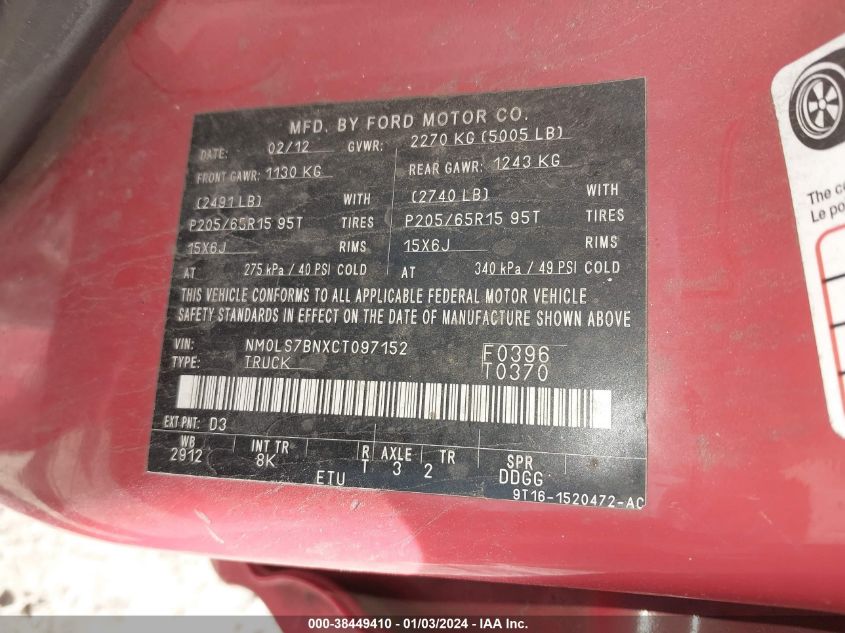 MFD. BY FORD MOTOR CO.
DATE: 02/12 GVWR: 2270 KG (5005 LB)
FRONT GAWR: 1130 KG REAR GAWR: 1243 KG
(2491 LB) WITH (2740 LB) WITH
P205/65R15 95T TIRES P205/65R15 95T TIRES
15X6J RIMS 15X6J RIMS
AT 275 kPa / 40 PSI COLD AT 340 kPa / 49 PSI COLD
THIS VEHICLE CONFORMS TO ALL APPLICABLE FEDERAL MOTOR VEHICLE
SAFETY STANDARDS IN EFFECT ON THE DATE OF MANUFACTURE SHOWN ABOVE
VIN: NM0LS7BNXCT097152 F0396
TYPE: TRUCK T0370
EXT PNT: D3
WB INT TR R AXLE TR SPR
2912 8K T 3 2 DDGG
ETU
9T16-1520472-AC
The c
Le po
000-38449410 - 01/03/2024 - IAA Inc.